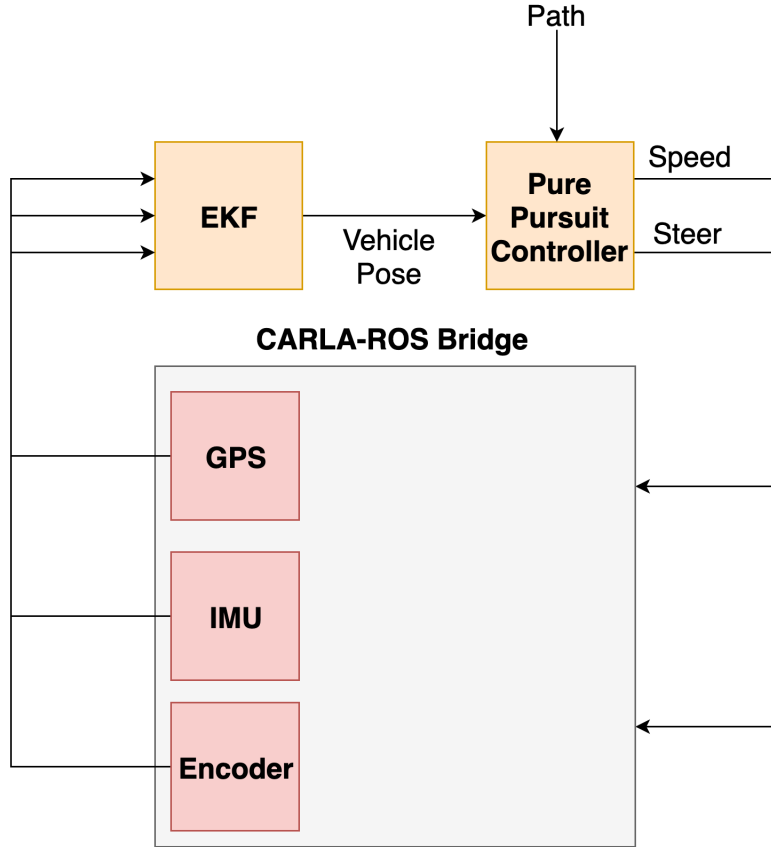 Path
Speed
Pure
Pursuit
Controller
EKF
Steer
Vehicle
Pose
CARLA-ROS Bridge
GPS
IMU
Encoder